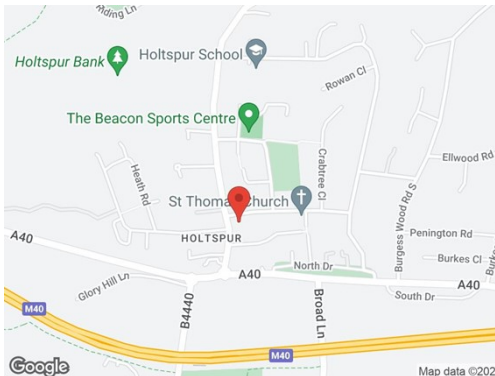 Riding Ln
Holtspur Bank
Holtspur School
Rowan Cl
The Beacon Sports Centre
Ellwood Rd
Heath Rd
Crabtree Cl
Burgess Wood Rd S
St Thomas Church
A40
HOLTSPUR
Penington Rd
Burkes Cl
Burke
North Dr
Glory Hill Ln
A40
A40
South Dr
M40
B4440
Broad Ln
M40
Google
Map data ©202